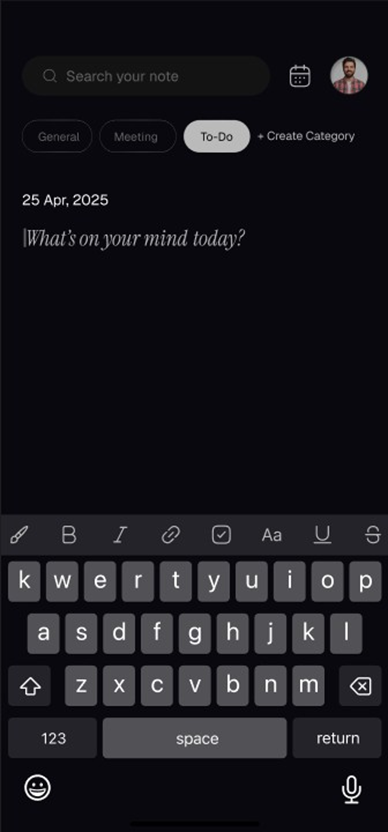 Search your note
General Meeting To-Do + Create Category
25 Apr, 2025
What's on your mind today?
B I Aa U S
k w e r t y u i o p
a s d f g h j k l
z x c v b n m
123 space return